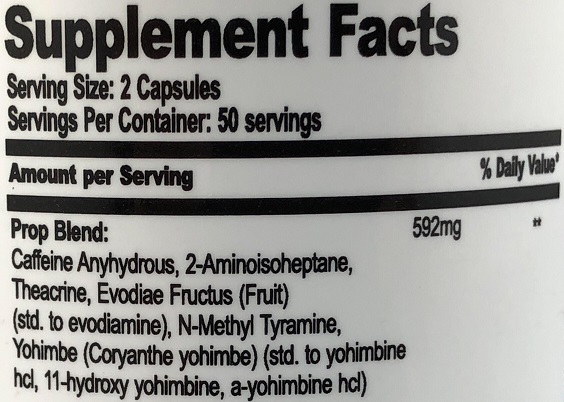 Supplement Facts
Serving Size: 2 Capsules
Servings Per Container: 50 servings
Amount per Serving % Daily Value*
Prop Blend: 592mg **
Caffeine Anyhydrous, 2-Aminoisoheptane,
Theacrine, Evodiae Fructus (Fruit)
(std. to evodiamine), N-Methyl Tyramine,
Yohimbe (Coryanthe yohimbe) (std. to yohimbine
hcl, 11-hydroxy yohimbine, a-yohimbine hcl)